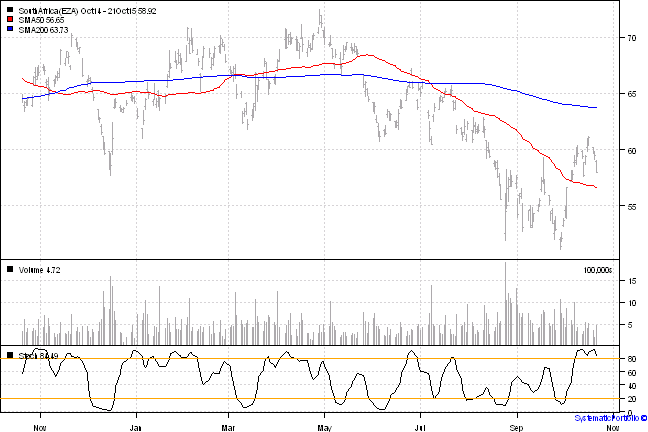 SouthAfrica(EZA) Oct14 - 21Oct15 58.92
SMA50 56.65
SMA200 63.73
70
65
60
55
Volume 4.72
100,000s
15
10
5
80
60
40
20
0
Nov
Jan
Mar
May
Jul
Sep
Nov
SystematicPortfolio ©